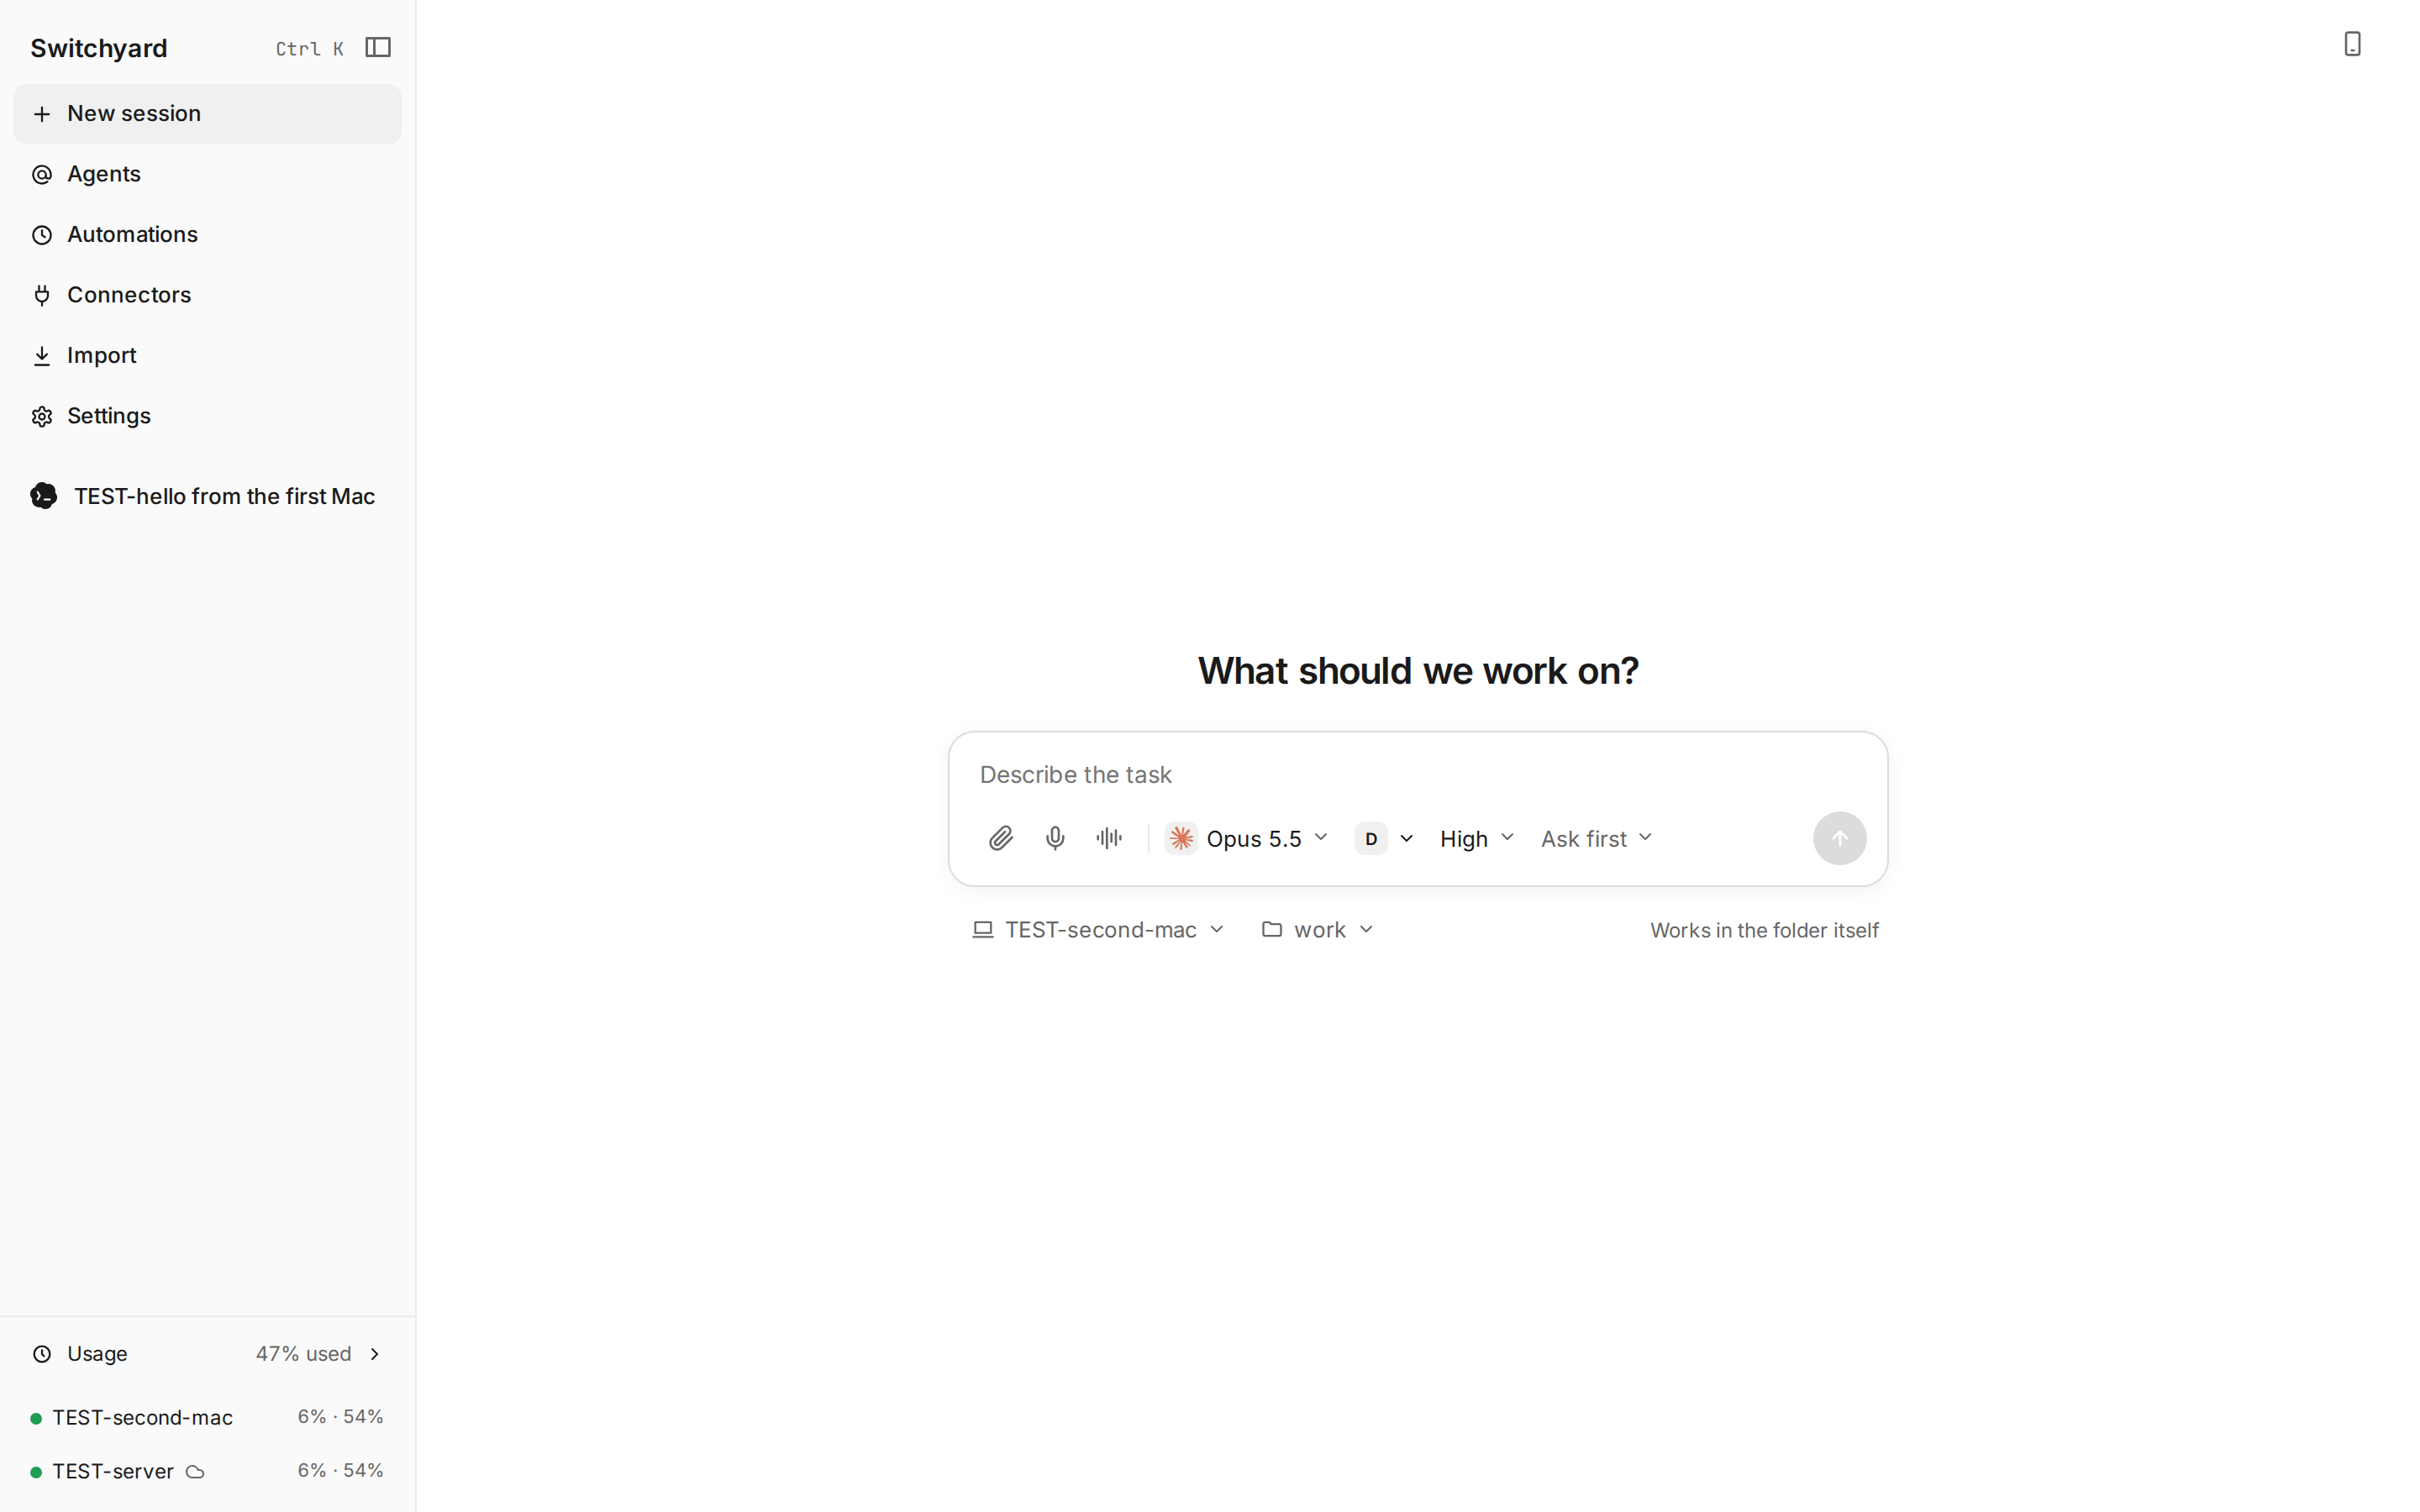 Switchyard Ctrl K
New session
Agents
Automations
Connectors
Import
Settings
TEST-hello from the first Mac
What should we work on?
Describe the task
Opus 5.5 D High Ask first
TEST-second-mac work Works in the folder itself
Usage 47% used
TEST-second-mac 6% · 54%
TEST-server 6% · 54%